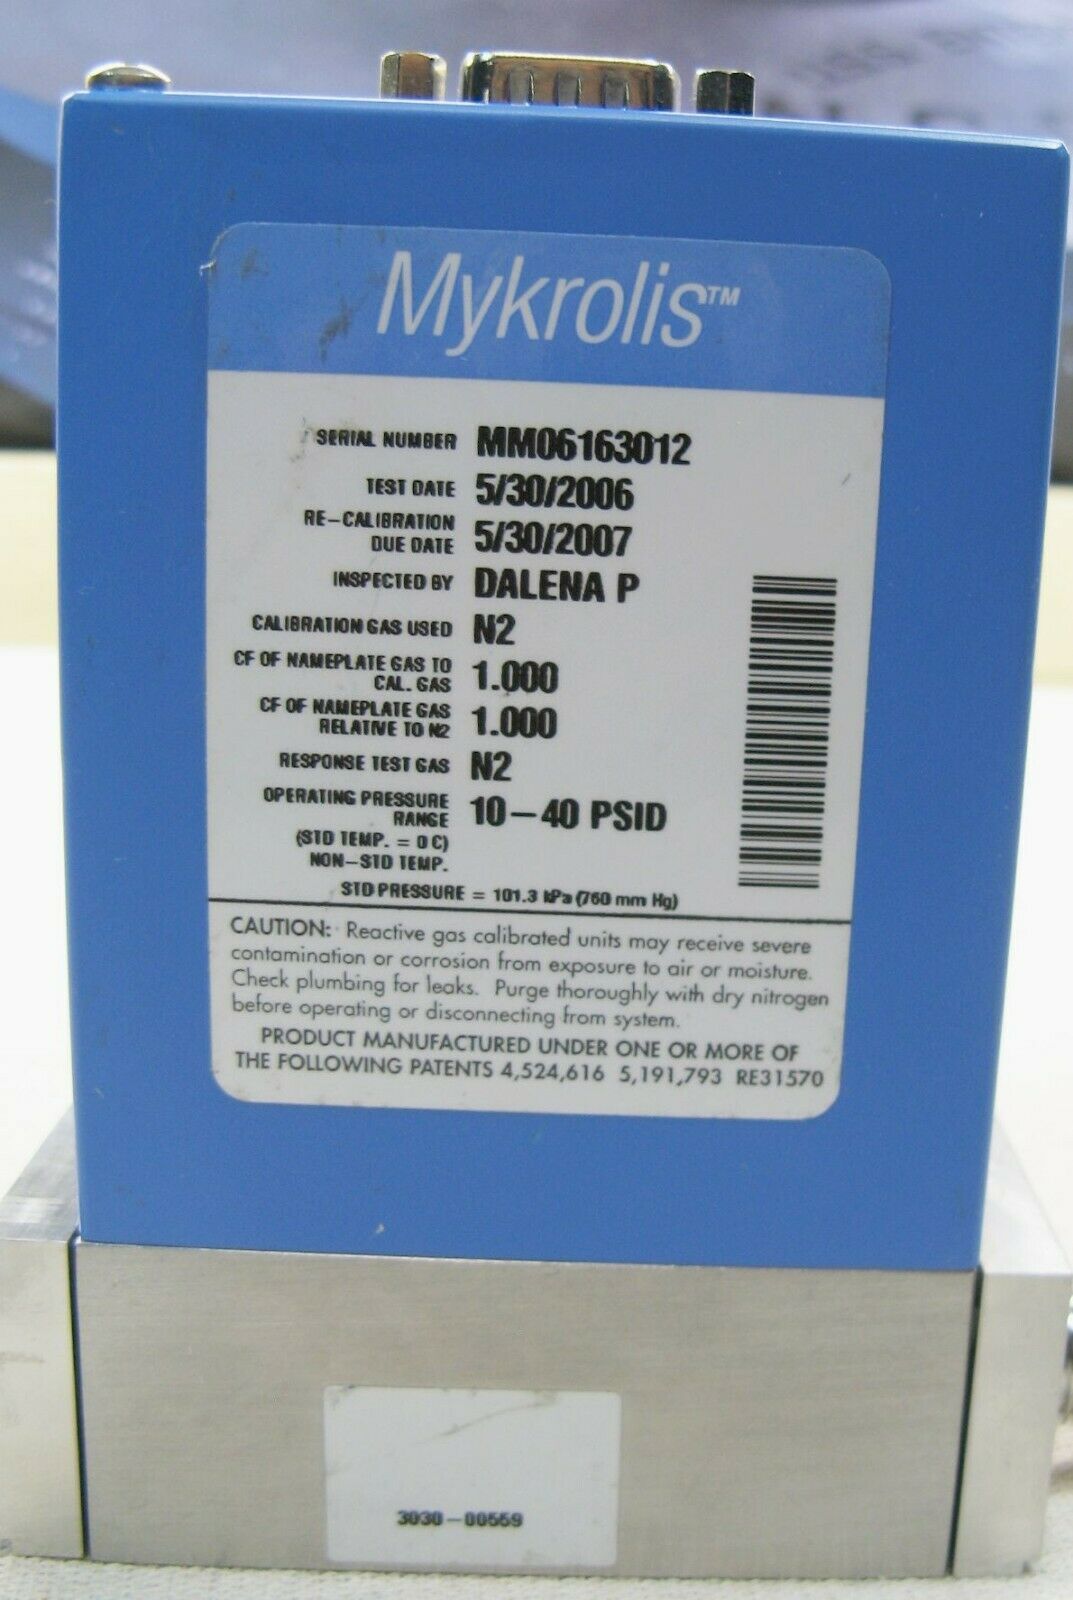 Mykrolis™
SERIAL NUMBER MM06163012
TEST DATE 5/30/2006
RE-CALIBRATION
DUE DATE 5/30/2007
INSPECTED BY DALENA P
CALIBRATION GAS USED N2
CF OF NAMEPLATE GAS TO
CAL. GAS 1.000
CF OF NAMEPLATE GAS
RELATIVE TO N2 1.000
RESPONSE TEST GAS N2
OPERATING PRESSURE
RANGE 10-40 PSID
(STD TEMP. = 0 C)
NON-STD TEMP.
STD PRESSURE = 101.3 kPa (760 mm Hg)
CAUTION: Reactive gas calibrated units may receive severe
contamination or corrosion from exposure to air or moisture.
Check plumbing for leaks. Purge thoroughly with dry nitrogen
before operating or disconnecting from system.
PRODUCT MANUFACTURED UNDER ONE OR MORE OF
THE FOLLOWING PATENTS 4,524,616 5,191,793 RE31570
3030-00559